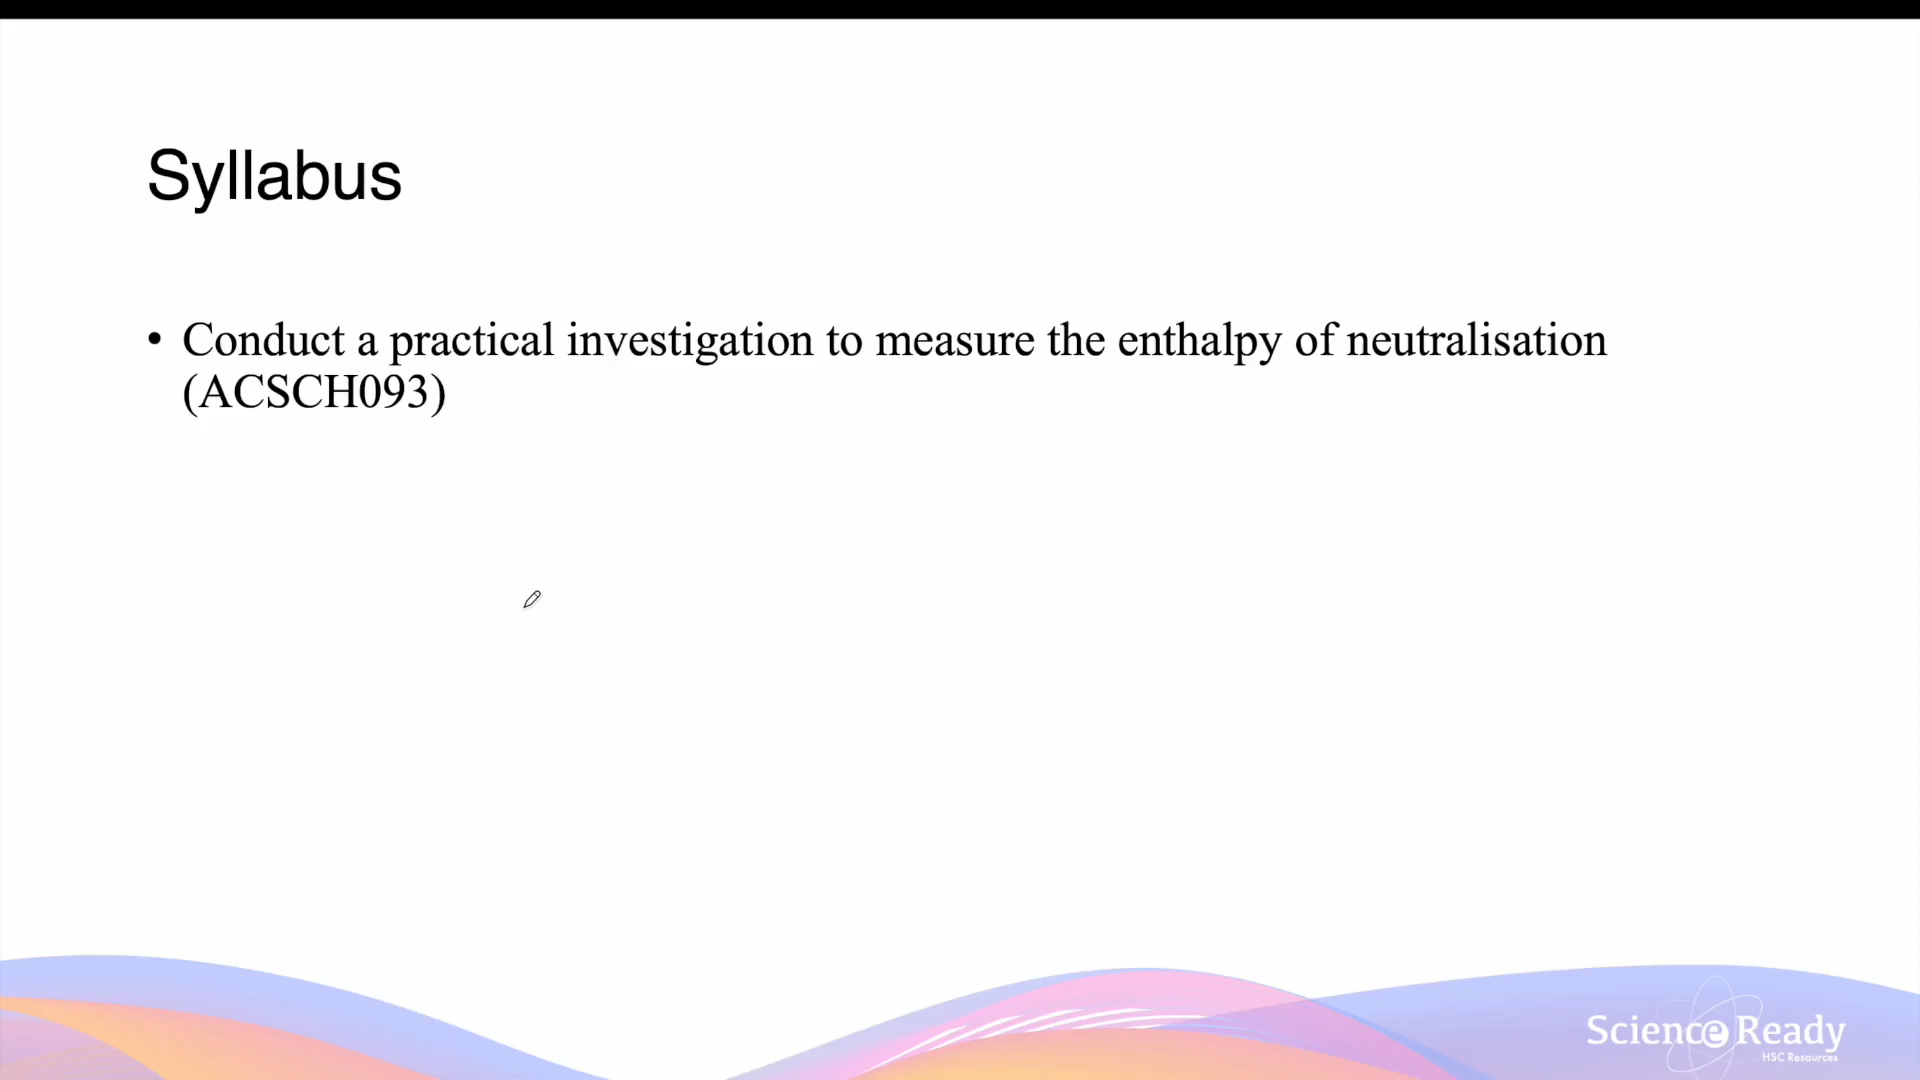 Syllabus
• Conduct a practical investigation to measure the enthalpy of neutralisation
(ACSCH093)
Science Ready
HSC Resources